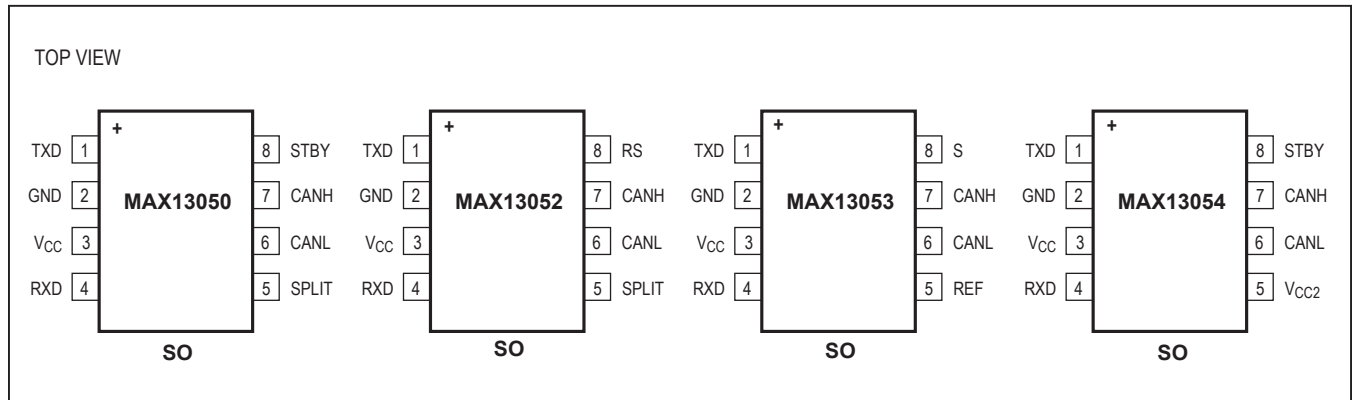 TOP VIEW
+ + + +
TXD 1 8 STBY TXD 1 8 RS TXD 1 8 S TXD 1 8 STBY
GND 2 MAX13050 7 CANH GND 2 MAX13052 7 CANH GND 2 MAX13053 7 CANH GND 2 MAX13054 7 CANH
VCC 3 6 CANL VCC 3 6 CANL VCC 3 6 CANL VCC 3 6 CANL
RXD 4 5 SPLIT RXD 4 5 SPLIT RXD 4 5 REF RXD 4 5 VCC2
SO SO SO SO